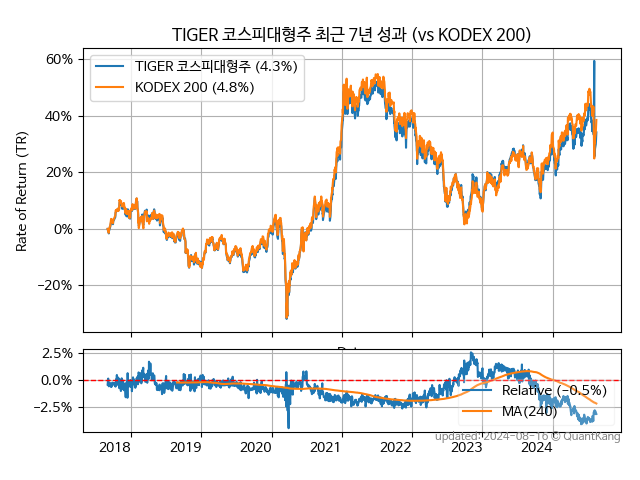 TIGER 코스피대형주 최근 7년 성과 (vs KODEX 200)
60%
40%
20%
0%
−20%
Rate of Return (TR)
TIGER 코스피대형주 (4.3%)
KODEX 200 (4.8%)
2.5%
0.0%
−2.5%
Relative (−0.5%)
MA(240)
2018
2019
2020
2021
2022
2023
2024
updated: 2024-08-16 © QuantKang